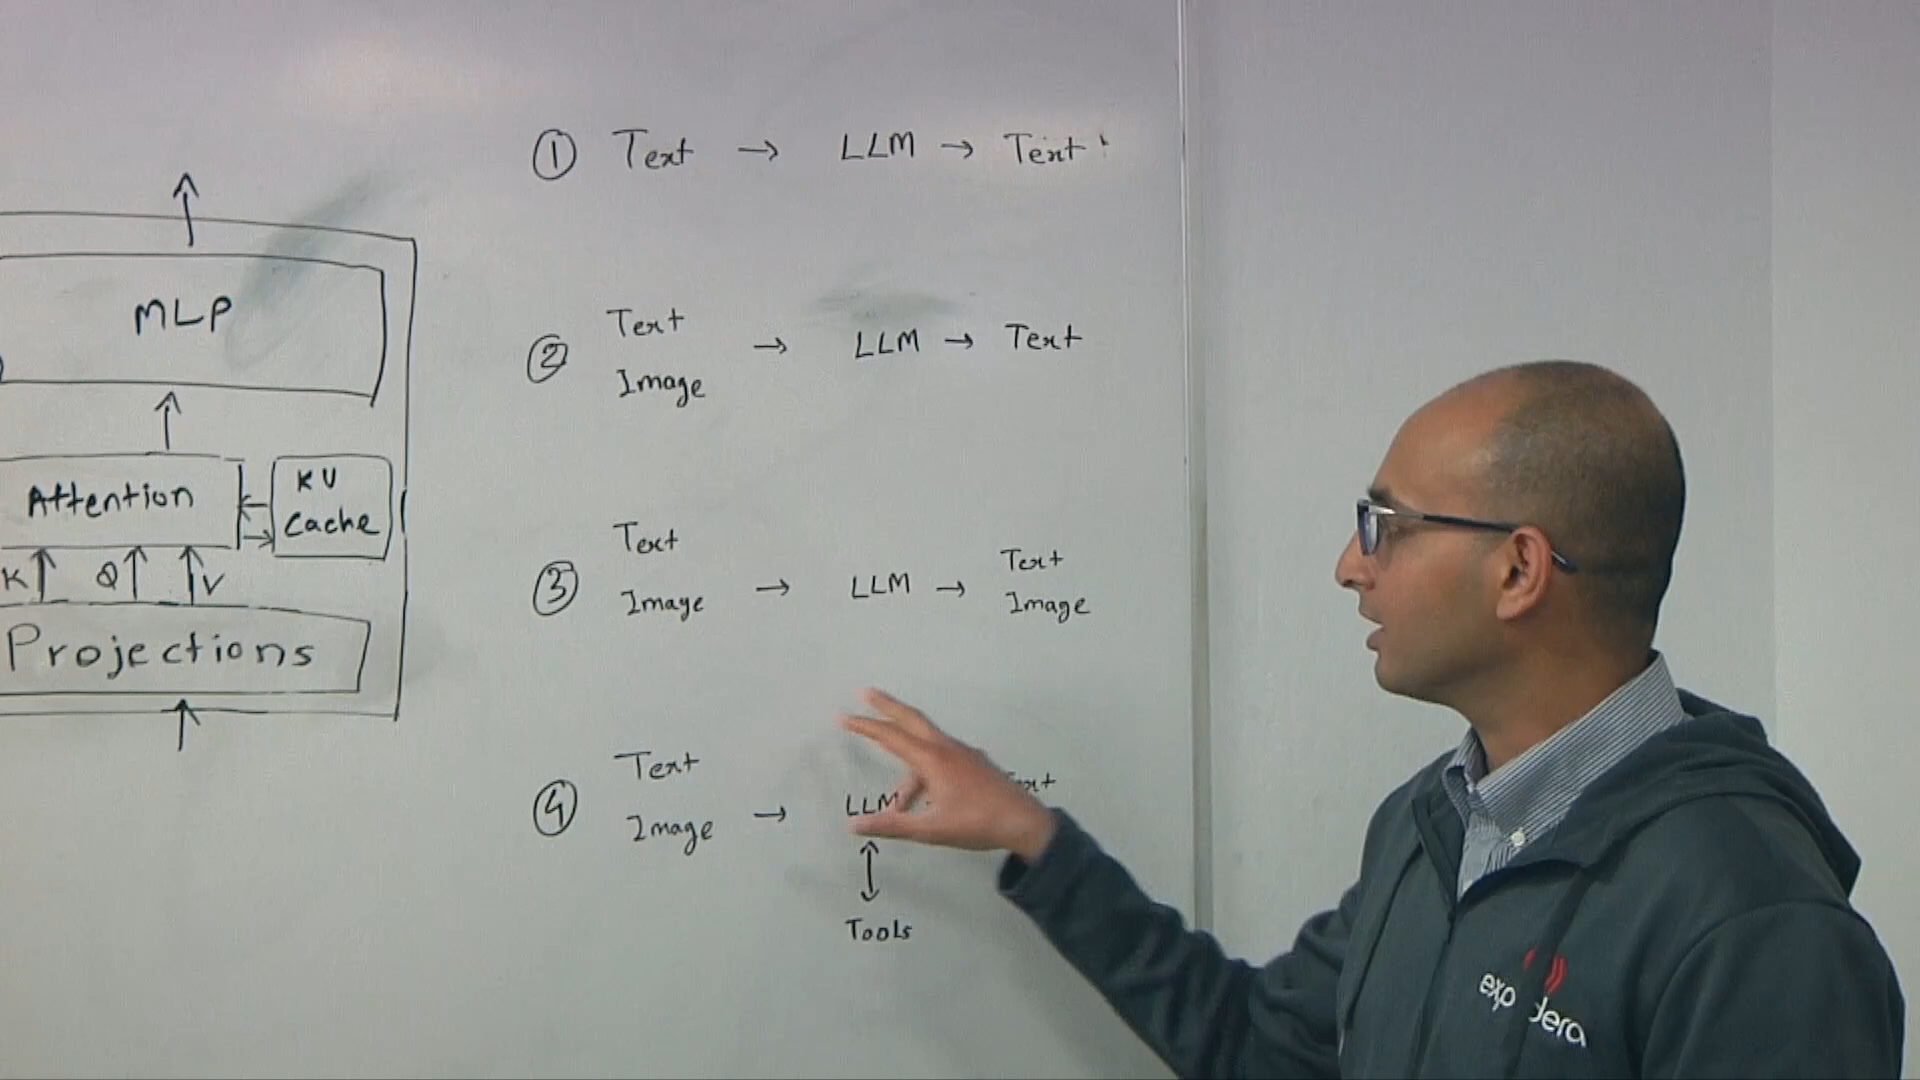 MLP
Attention
KV
Cache
K Q V
Projections
① Text → LLM → Text
② Text
Image → LLM → Text
③ Text
Image → LLM → Text
Image
④ Text
Image → LLM
Tools